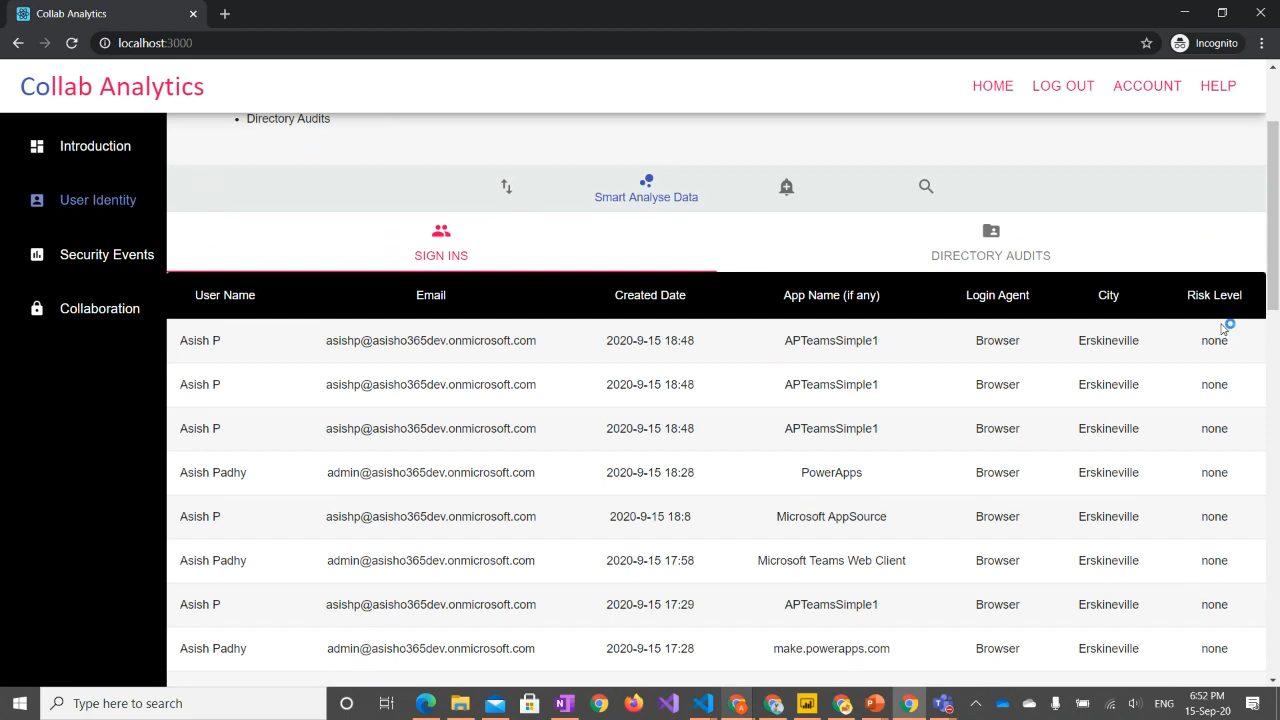 Collab Analytics
localhost:3000
Incognito
Collab Analytics
HOME LOG OUT ACCOUNT HELP
Introduction
User Identity
Security Events
Collaboration
• Directory Audits
Smart Analyse Data
SIGN INS DIRECTORY AUDITS
User Name Email Created Date App Name (if any) Login Agent City Risk Level
Asish P asishp@asisho365dev.onmicrosoft.com 2020-9-15 18:48 APTeamsSimple1 Browser Erskineville none
Asish P asishp@asisho365dev.onmicrosoft.com 2020-9-15 18:48 APTeamsSimple1 Browser Erskineville none
Asish P asishp@asisho365dev.onmicrosoft.com 2020-9-15 18:48 APTeamsSimple1 Browser Erskineville none
Asish Padhy admin@asisho365dev.onmicrosoft.com 2020-9-15 18:28 PowerApps Browser Erskineville none
Asish P asishp@asisho365dev.onmicrosoft.com 2020-9-15 18:8 Microsoft AppSource Browser Erskineville none
Asish Padhy admin@asisho365dev.onmicrosoft.com 2020-9-15 17:58 Microsoft Teams Web Client Browser Erskineville none
Asish P asishp@asisho365dev.onmicrosoft.com 2020-9-15 17:29 APTeamsSimple1 Browser Erskineville none
Asish Padhy admin@asisho365dev.onmicrosoft.com 2020-9-15 17:28 make.powerapps.com Browser Erskineville none
Type here to search
ENG
6:52 PM
15-Sep-20